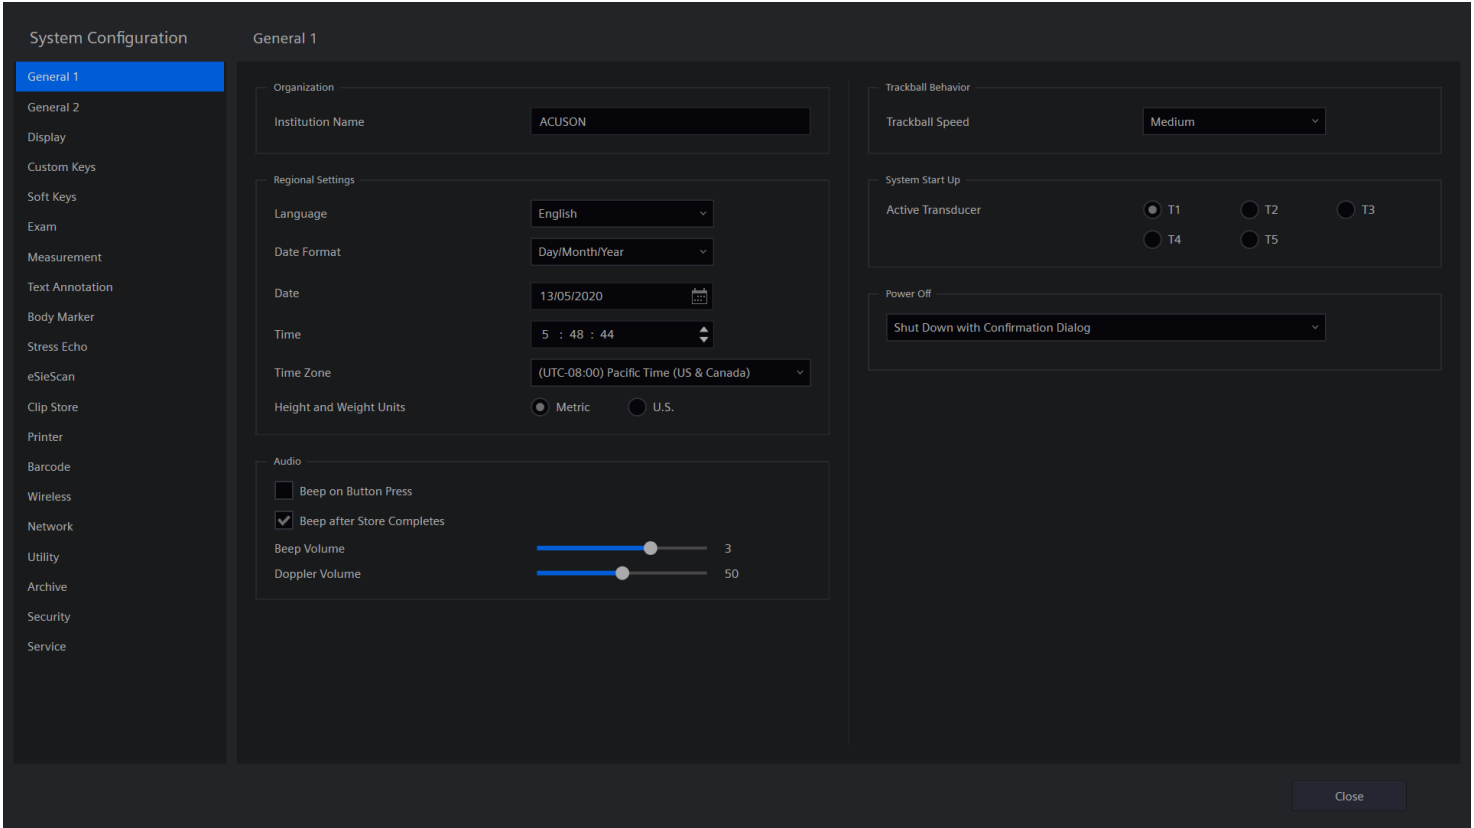 System Configuration
General 1
General 1
General 2
Display
Custom Keys
Soft Keys
Exam
Measurement
Text Annotation
Body Marker
Stress Echo
eSieScan
Clip Store
Printer
Barcode
Wireless
Network
Utility
Archive
Security
Service
Organization
Institution Name ACUSON
Regional Settings
Language English
Date Format Day/Month/Year
Date 13/05/2020
Time 5 : 48 : 44
Time Zone (UTC-08:00) Pacific Time (US & Canada)
Height and Weight Units Metric U.S.
Audio
Beep on Button Press
Beep after Store Completes
Beep Volume 3
Doppler Volume 50
Trackball Behavior
Trackball Speed Medium
System Start Up
Active Transducer T1 T2 T3
T4 T5
Power Off
Shut Down with Confirmation Dialog
Close